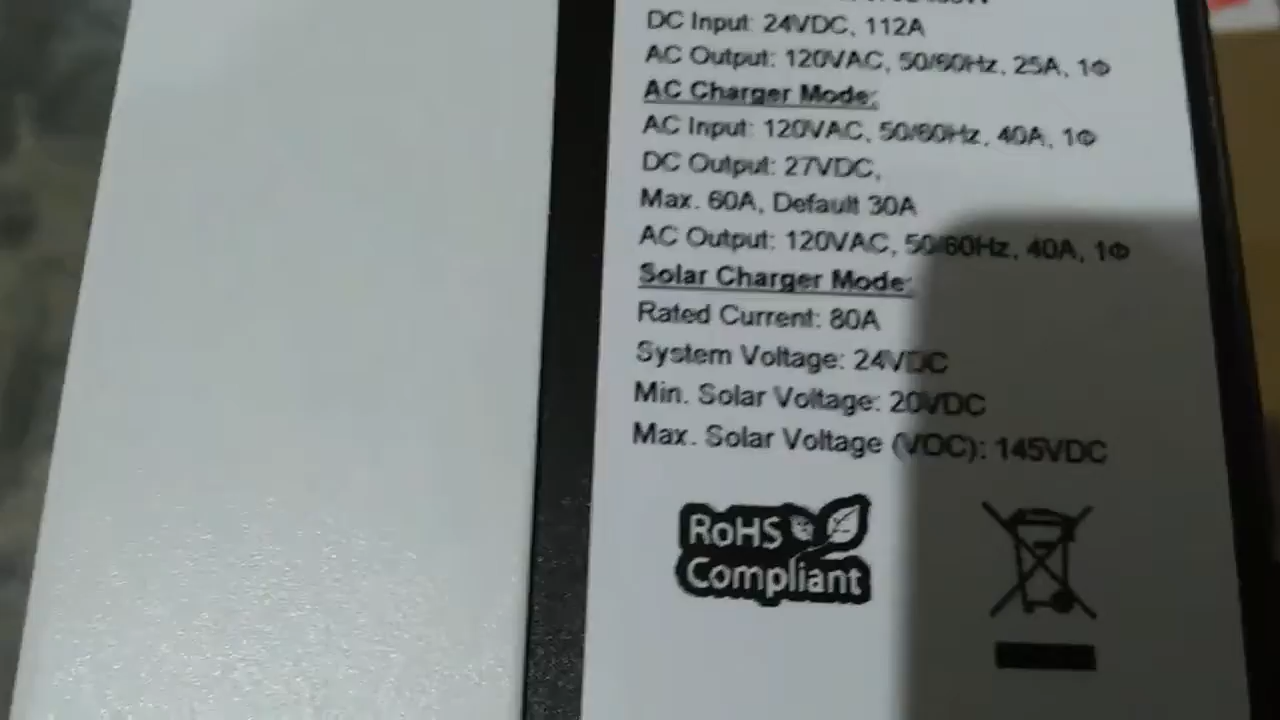 DC Input: 24VDC, 112A
AC Output: 120VAC, 50/60Hz, 25A, 1Φ
AC Charger Mode:
AC Input: 120VAC, 50/60Hz, 40A, 1Φ
DC Output: 27VDC,
Max. 60A, Default 30A
AC Output: 120VAC, 50/60Hz, 40A, 1Φ
Solar Charger Mode:
Rated Current: 80A
System Voltage: 24VDC
Min. Solar Voltage: 20VDC
Max. Solar Voltage (VOC): 145VDC
RoHS
Compliant